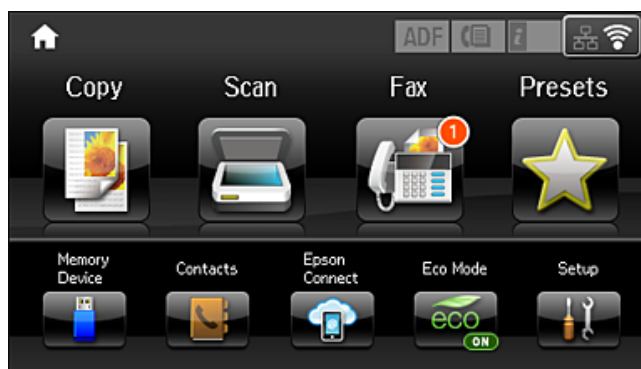 ADF i
Copy Scan Fax Presets
1
Memory
Device
Contacts
Epson
Connect
Eco Mode
Setup
eco
ON